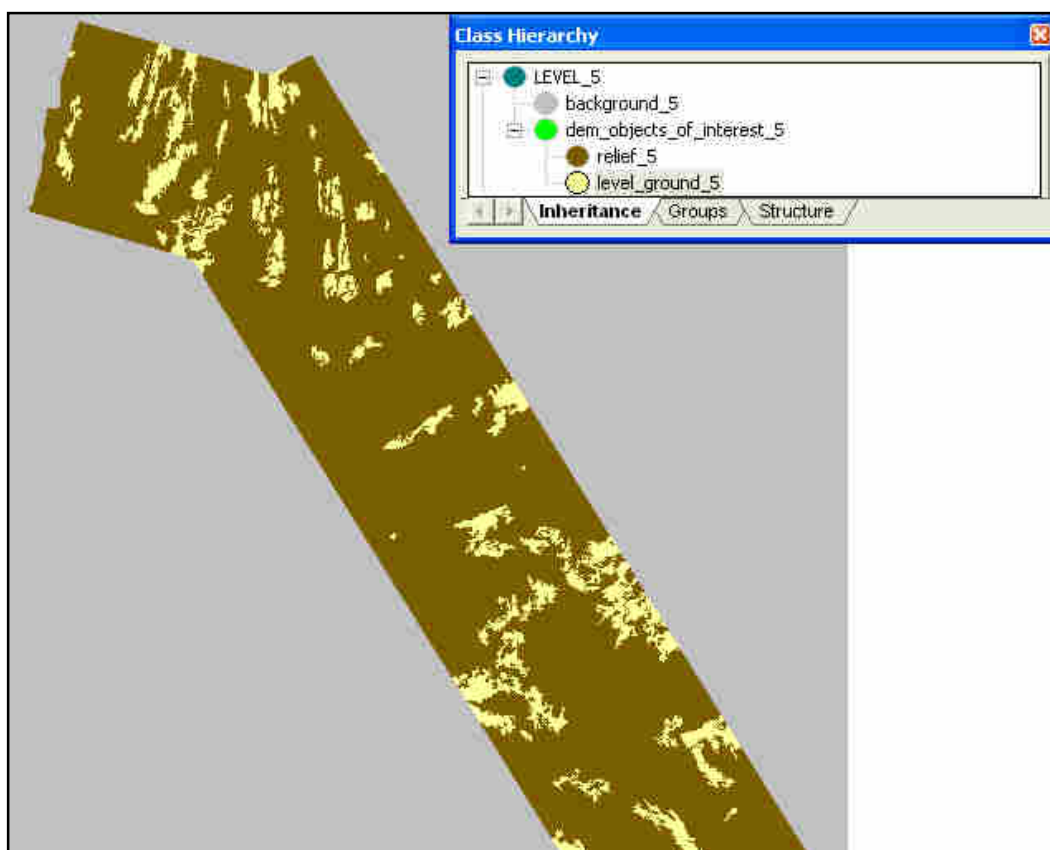 Class Hierarchy
LEVEL_5
background_5
dem_objects_of_interest_5
relief_5
level_ground_5
Inheritance Groups Structure